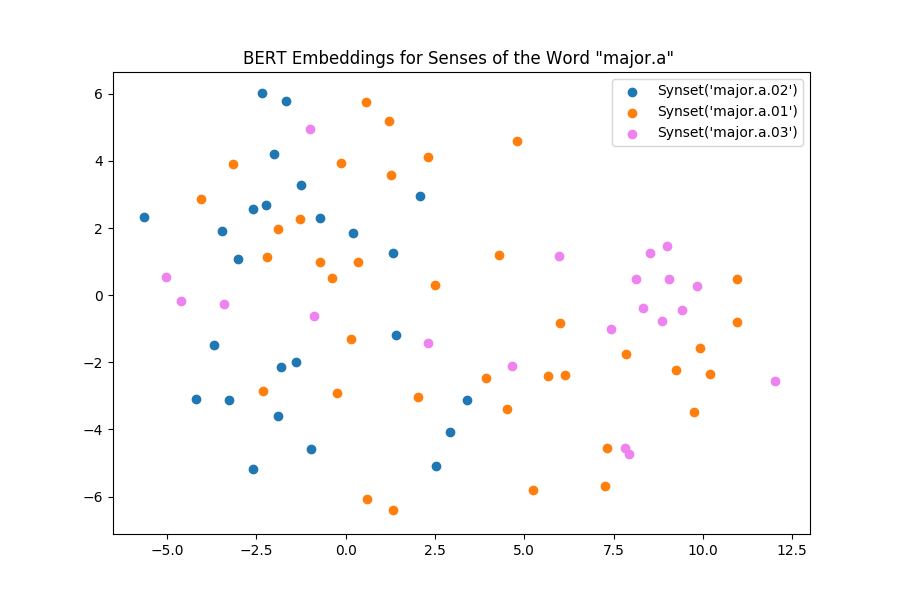 BERT Embeddings for Senses of the Word "major.a"
Synset('major.a.02')
Synset('major.a.01')
Synset('major.a.03')
6
4
2
0
−2
−4
−6
−5.0 −2.5 0.0 2.5 5.0 7.5 10.0 12.5